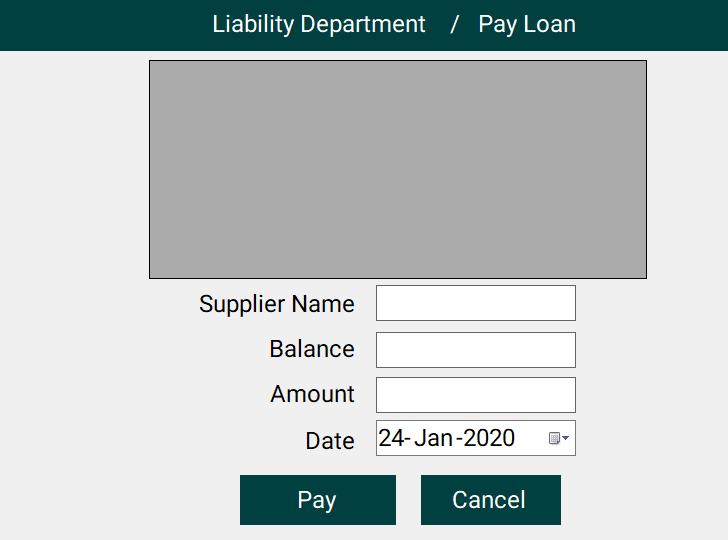 Liability Department / Pay Loan
Supplier Name
Balance
Amount
Date 24-Jan-2020
Pay Cancel